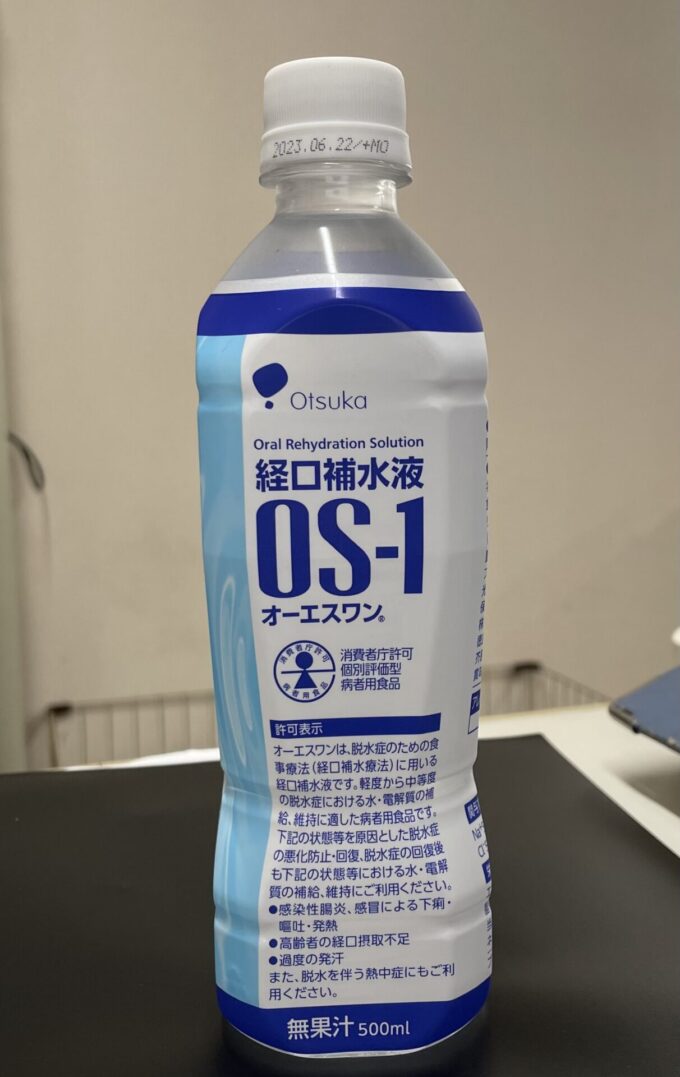 2023.06.22/+MO
Otsuka
Oral Rehydration Solution
経口補水液
OS-1
オーエスワン®
消費者庁許可
病者用食品
消費者庁許可
個別評価型
病者用食品
許可表示
オーエスワンは、脱水症のための食
事療法(経口補水療法)に用いる
経口補水液です。軽度から中等度
の脱水症における水・電解質の補
給、維持に適した病者用食品です。
下記の状態等を原因とした脱水症
の悪化防止・回復、脱水症の回復後
も下記の状態等における水・電解
質の補給、維持にご利用ください。
●感染性腸炎、感冒による下痢・
嘔吐・発熱
●高齢者の経口摂取不足
●過度の発汗
また、脱水を伴う熱中症にもご利
用ください。
無果汁 500ml